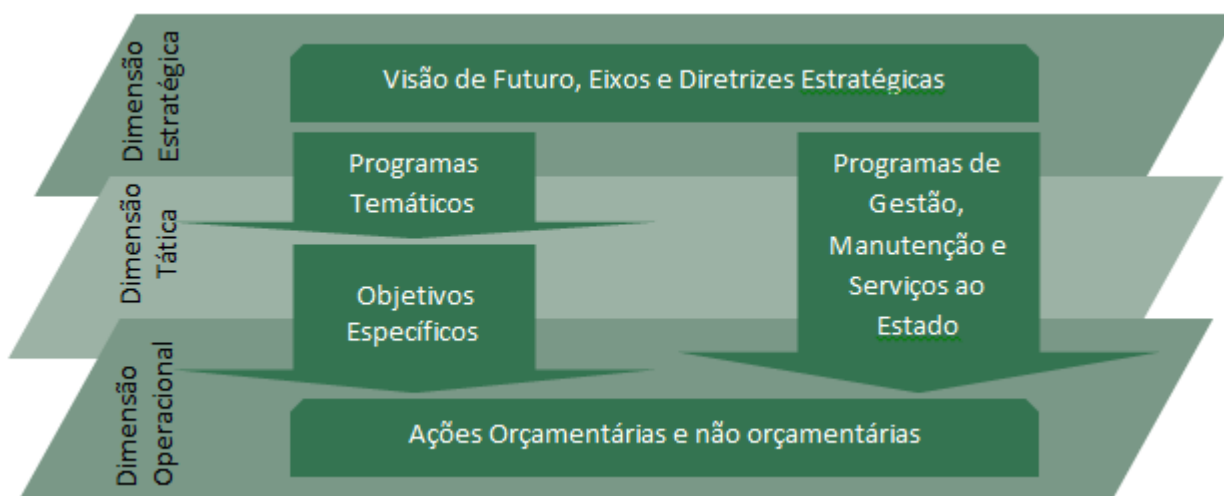 Dimensão
Estratégica
Visão de Futuro, Eixos e Diretrizes Estratégicas
Programas
Temáticos
Programas de
Gestão,
Manutenção e
Serviços ao
Estado
Dimensão
Tática
Objetivos
Específicos
Dimensão
Operacional
Ações Orçamentárias e não orçamentárias